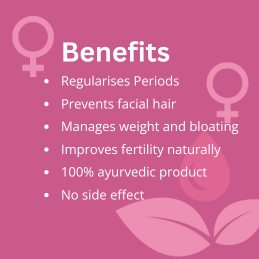 Benefits
• Regularises Periods
• Prevents facial hair
• Manages weight and bloating
• Improves fertility naturally
• 100% ayurvedic product
• No side effect